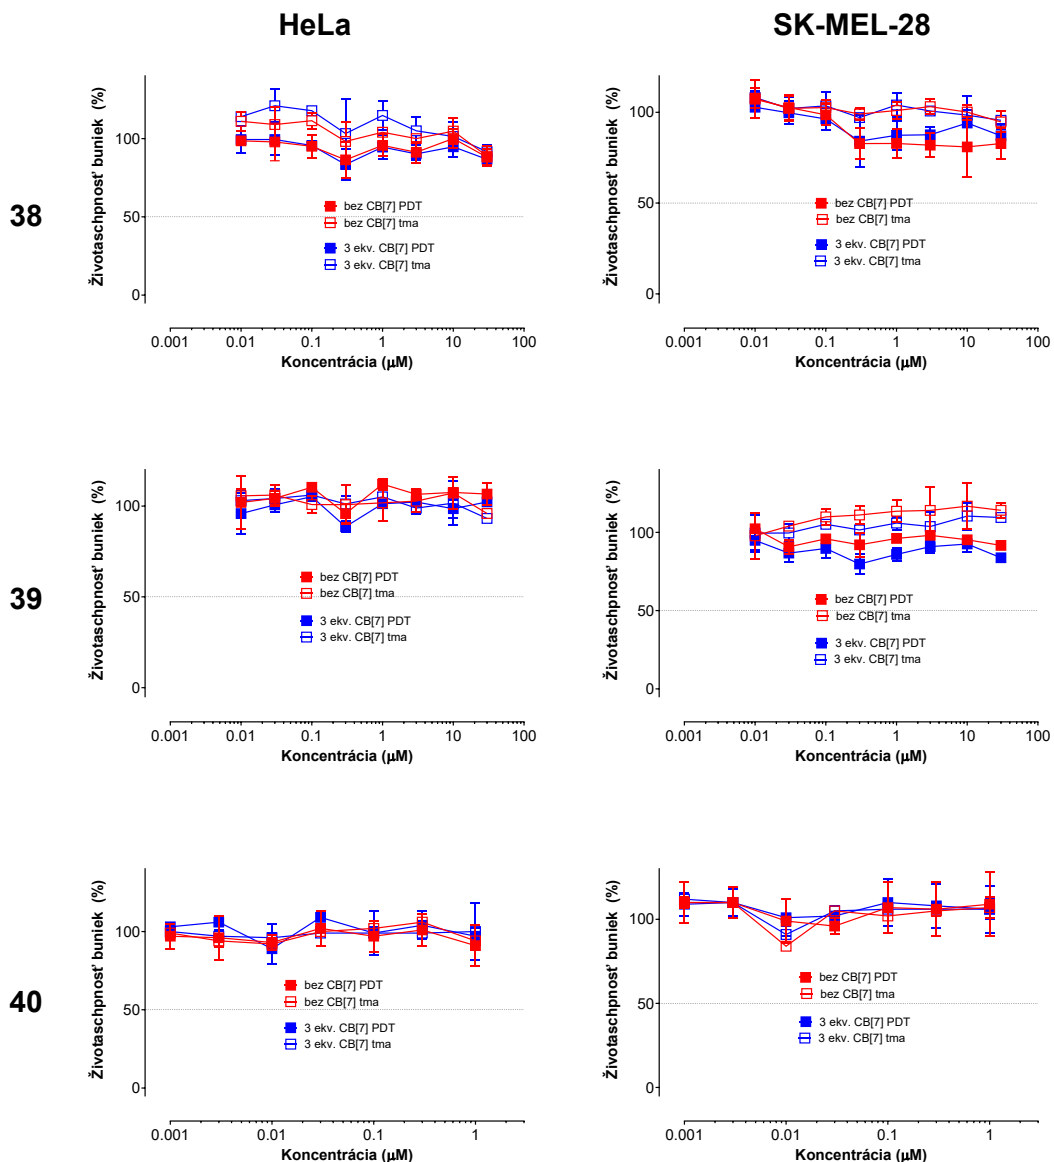 HeLa
SK-MEL-28
38
Životaschpnosť buniek (%)
100
50
0
bez CB[7] PDT
bez CB[7] tma
3 ekv. CB[7] PDT
3 ekv. CB[7] tma
0.001 0.01 0.1 1 10 100
Koncentrácia (µM)
Životaschpnosť buniek (%)
100
50
0
bez CB[7] PDT
bez CB[7] tma
3 ekv. CB[7] PDT
3 ekv. CB[7] tma
0.001 0.01 0.1 1 10 100
Koncentrácia (µM)
39
Životaschpnosť buniek (%)
100
50
0
bez CB[7] PDT
bez CB[7] tma
3 ekv. CB[7] PDT
3 ekv. CB[7] tma
0.001 0.01 0.1 1 10 100
Koncentrácia (µM)
Životaschpnosť buniek (%)
100
50
0
bez CB[7] PDT
bez CB[7] tma
3 ekv. CB[7] PDT
3 ekv. CB[7] tma
0.001 0.01 0.1 1 10 100
Koncentrácia (µM)
40
Životaschpnosť buniek (%)
100
50
0
bez CB[7] PDT
bez CB[7] tma
3 ekv. CB[7] PDT
3 ekv. CB[7] tma
0.001 0.01 0.1 1
Koncentrácia (µM)
Životaschpnosť buniek (%)
100
50
0
bez CB[7] PDT
bez CB[7] tma
3 ekv. CB[7] PDT
3 ekv. CB[7] tma
0.001 0.01 0.1 1
Koncentrácia (µM)